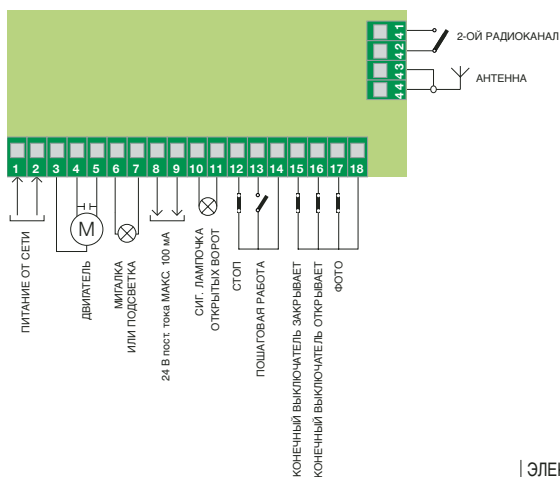 41
42
43
44
2-ОЙ РАДИОКАНАЛ
АНТЕННА
1 2 3 4 5 6 7 8 9 10 11 12 13 14 15 16 17 18
M
ПИТАНИЕ ОТ СЕТИ
ДВИГАТЕЛЬ
МИГАЛКА
ИЛИ ПОДСВЕТКА
24 В пост. тока МАКС. 100 мА
СИГ. ЛАМПОЧКА
ОТКРЫТЫХ ВОРОТ
СТОП
ПОШАГОВАЯ РАБОТА
КОНЕЧНЫЙ ВЫКЛЮЧАТЕЛЬ ЗАКРЫВАЕТ
КОНЕЧНЫЙ ВЫКЛЮЧАТЕЛЬ ОТКРЫВАЕТ
ФОТО
ЭЛЕ